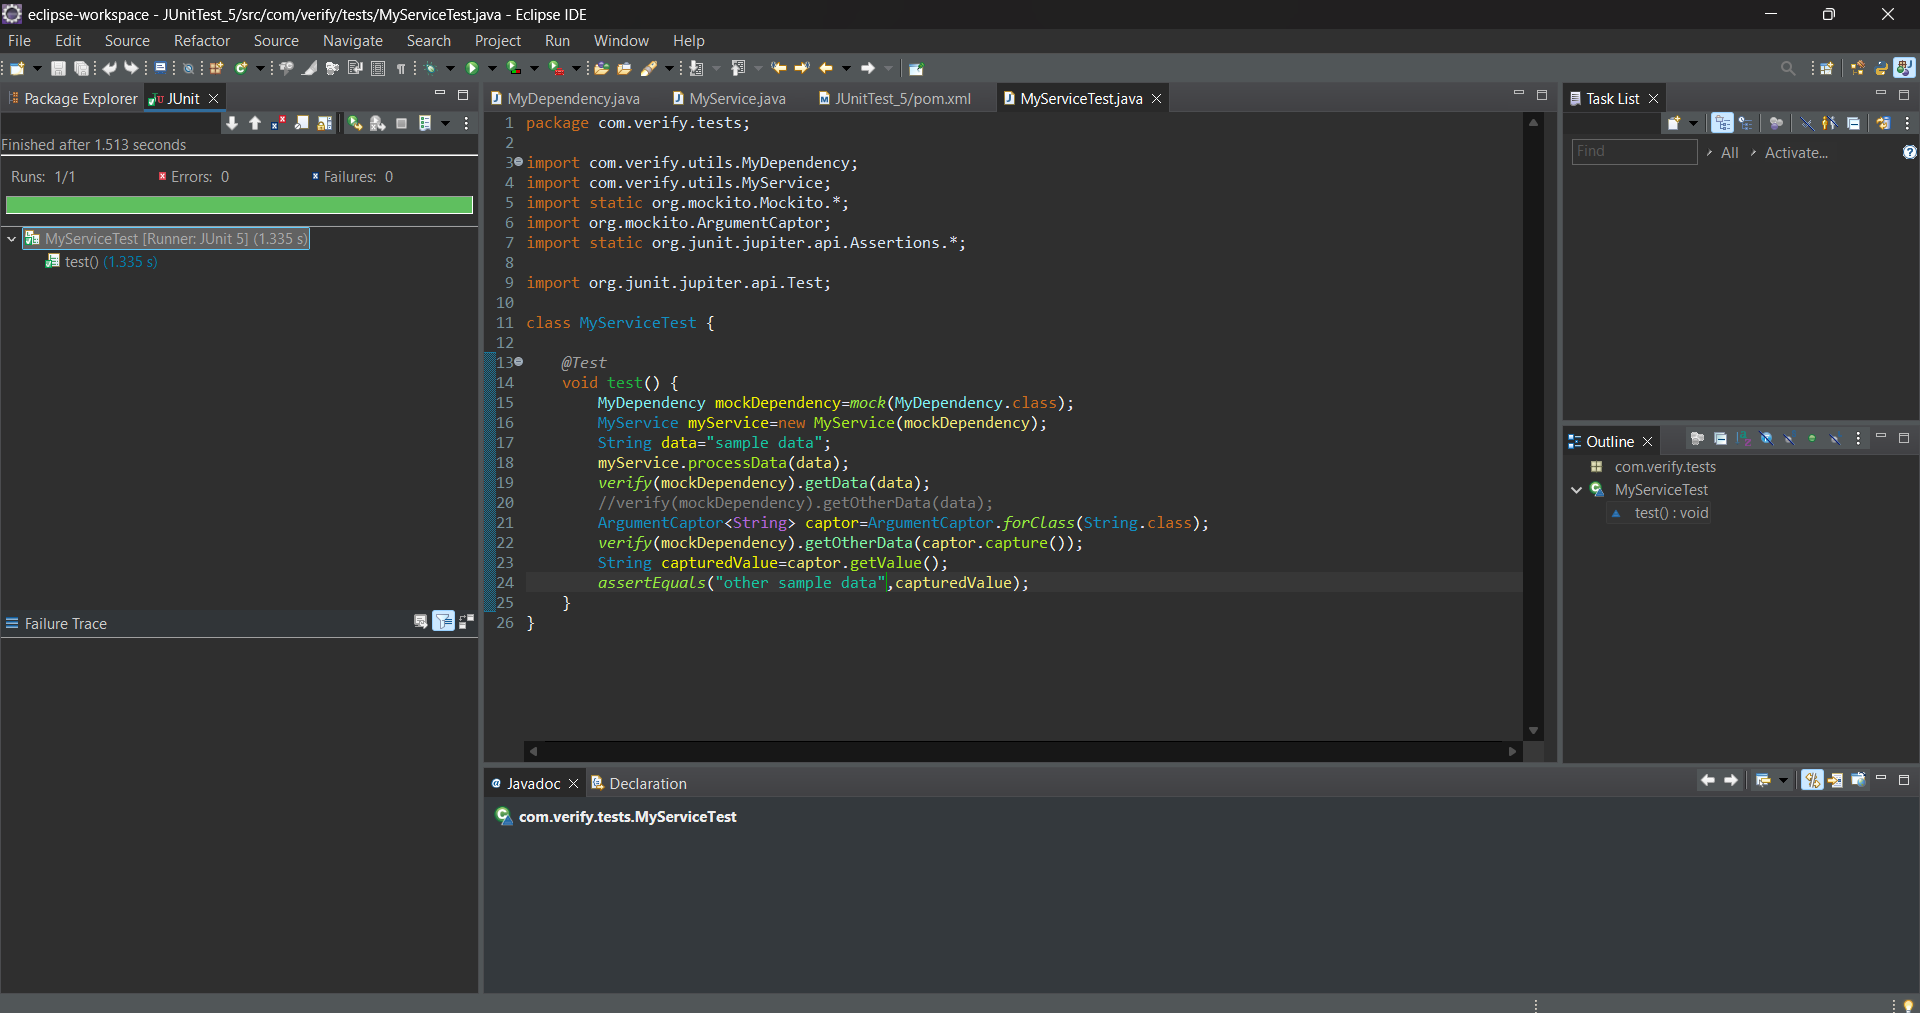 eclipse-workspace - JUnitTest_5/src/com/verify/tests/MyServiceTest.java - Eclipse IDE
File Edit Source Refactor Source Navigate Search Project Run Window Help
Package Explorer
JUnit
Finished after 1.513 seconds
Runs: 1/1 Errors: 0 Failures: 0
MyServiceTest [Runner: JUnit 5] (1.335 s)
test() (1.335 s)
Failure Trace
MyDependency.java MyService.java JUnitTest_5/pom.xml MyServiceTest.java
1 package com.verify.tests;
2
3 import com.verify.utils.MyDependency;
4 import com.verify.utils.MyService;
5 import static org.mockito.Mockito.*;
6 import org.mockito.ArgumentCaptor;
7 import static org.junit.jupiter.api.Assertions.*;
8
9 import org.junit.jupiter.api.Test;
10
11 class MyServiceTest {
12
13 @Test
14 void test() {
15 MyDependency mockDependency=mock(MyDependency.class);
16 MyService myService=new MyService(mockDependency);
17 String data="sample data";
18 myService.processData(data);
19 verify(mockDependency).getData(data);
20 //verify(mockDependency).getOtherData(data);
21 ArgumentCaptor<String> captor=ArgumentCaptor.forClass(String.class);
22 verify(mockDependency).getOtherData(captor.capture());
23 String capturedValue=captor.getValue();
24 assertEquals("other sample data",capturedValue);
25 }
26 }
Javadoc Declaration
com.verify.tests.MyServiceTest
Task List
Find All Activate...
Outline
com.verify.tests
MyServiceTest
test() : void